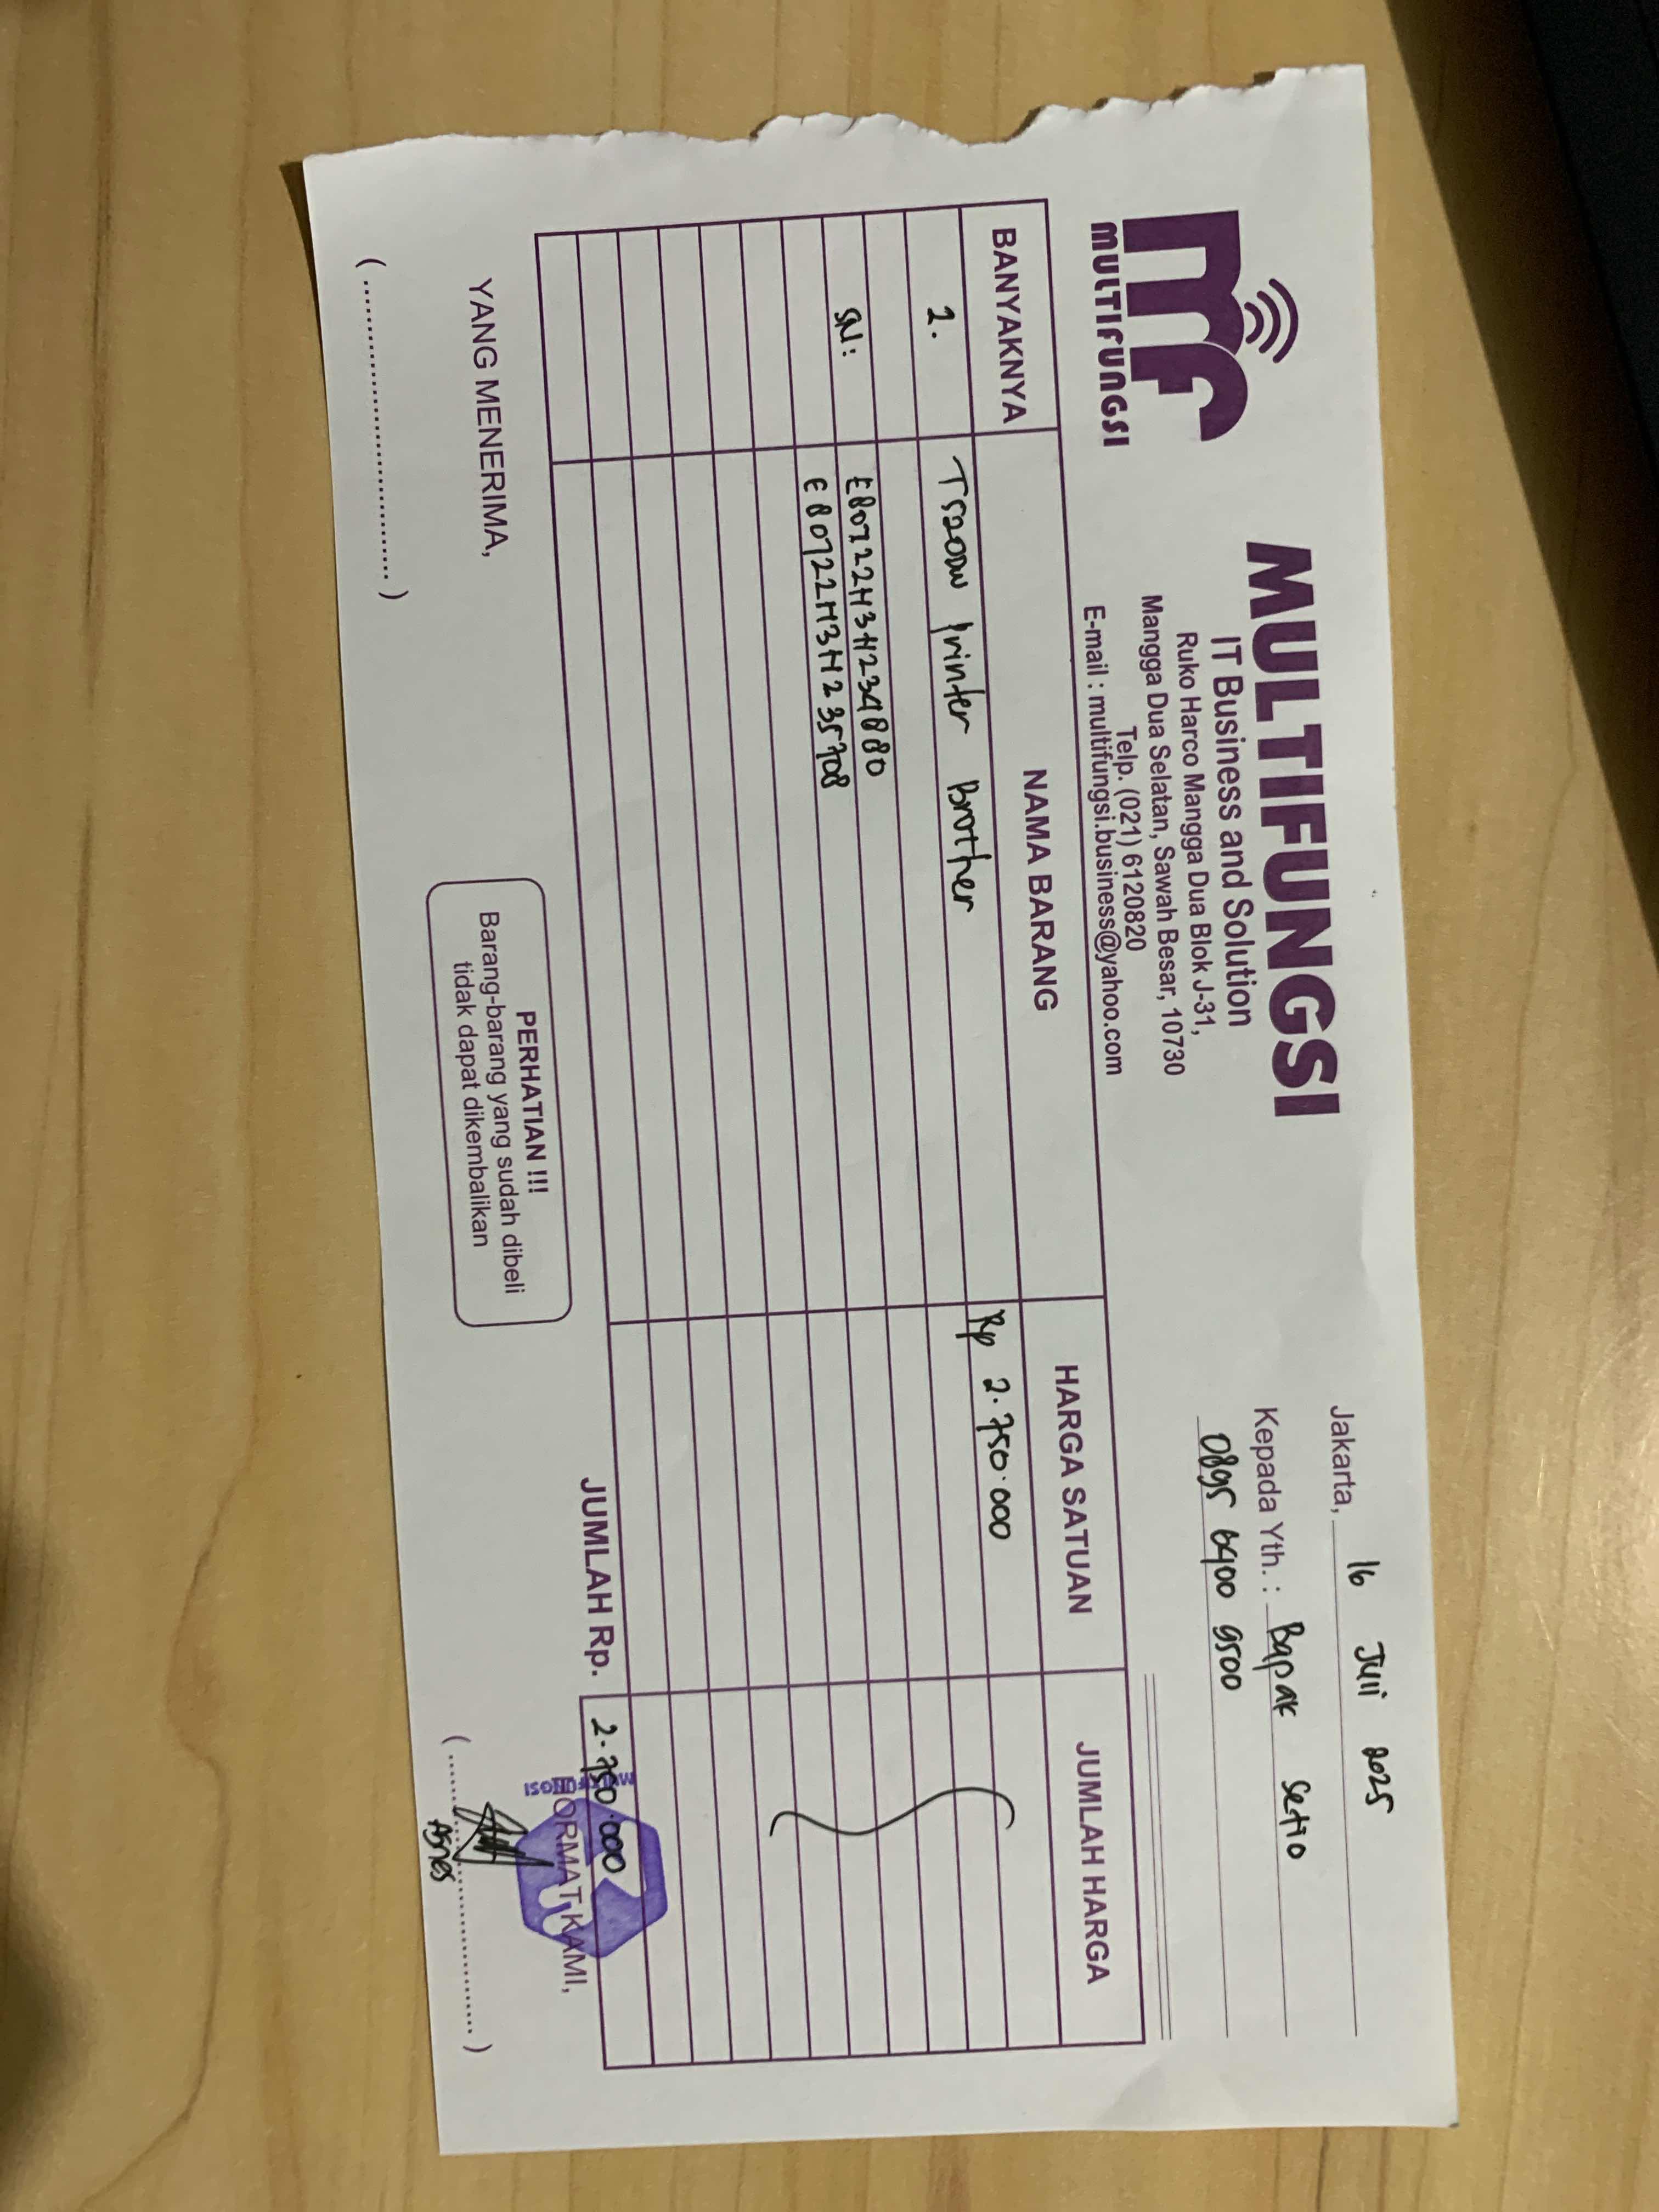 mf
MULTIFUNGSI
MULTIFUNGSI
IT Business and Solution
Ruko Harco Mangga Dua Blok J-31,
Mangga Dua Selatan, Sawah Besar, 10730
Telp. (021) 6120820
E-mail : multifungsi.business@yahoo.com
Jakarta, 16 Juli 2025
Kepada Yth. : Bapak Setio
0895 6400 9500
BANYAKNYA NAMA BARANG HARGA SATUAN JUMLAH HARGA
2. T520DW Printer Brother Rp 2.750.000
SN: E80722H3H234880
E80722H3H235708
JUMLAH Rp. 2.750.000
YANG MENERIMA,
PERHATIAN !!!
Barang-barang yang sudah dibeli
tidak dapat dikembalikan
HORMAT KAMI,
MULTIFUNGSI
(..............................)
(..............................)
Agnes